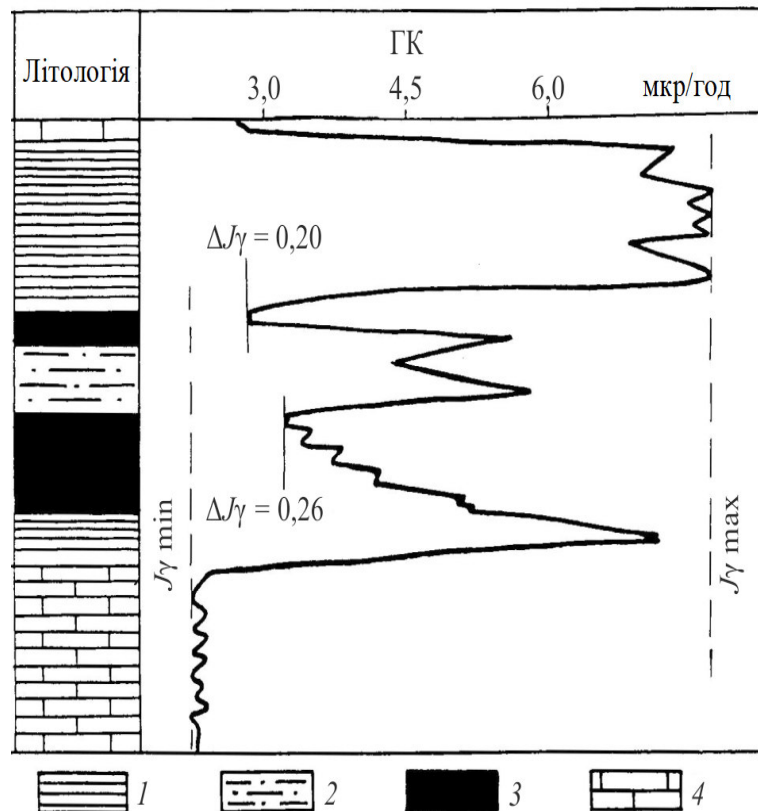 Літологія
ГК
3,0 4,5 6,0 мкр/год
ΔJγ = 0,20
ΔJγ = 0,26
Jγ min
Jγ max
1 2 3 4